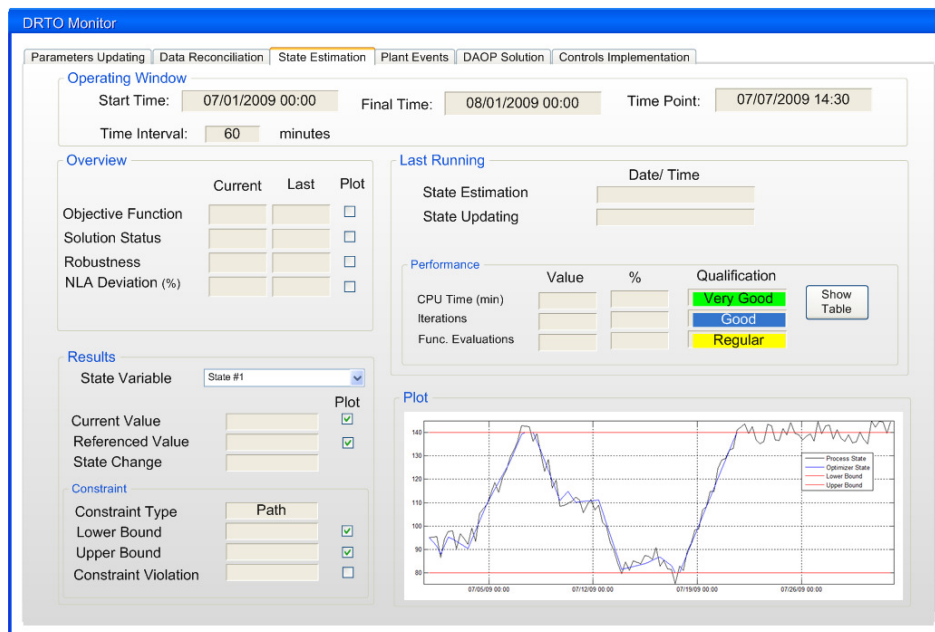 DRTO Monitor
Parameters Updating Data Reconciliation State Estimation Plant Events DAOP Solution Controls Implementation
Operating Window
Start Time: 07/01/2009 00:00 Final Time: 08/01/2009 00:00 Time Point: 07/07/2009 14:30
Time Interval: 60 minutes
Overview
Current Last Plot
Objective Function
Solution Status
Robustness
NLA Deviation (%)
Last Running
Date/ Time
State Estimation
State Updating
Performance
Value % Qualification
CPU Time (min) Very Good
Iterations Good
Func. Evaluations Regular
Show
Table
Results
State Variable State #1
Plot
Current Value
Referenced Value
State Change
Constraint
Constraint Type Path
Lower Bound
Upper Bound
Constraint Violation
Plot
140
130
120
110
100
90
80
Process State
Optimizer State
Lower Bound
Upper Bound
07/05/09 00:00 07/12/09 00:00 07/19/09 00:00 07/26/09 00:00